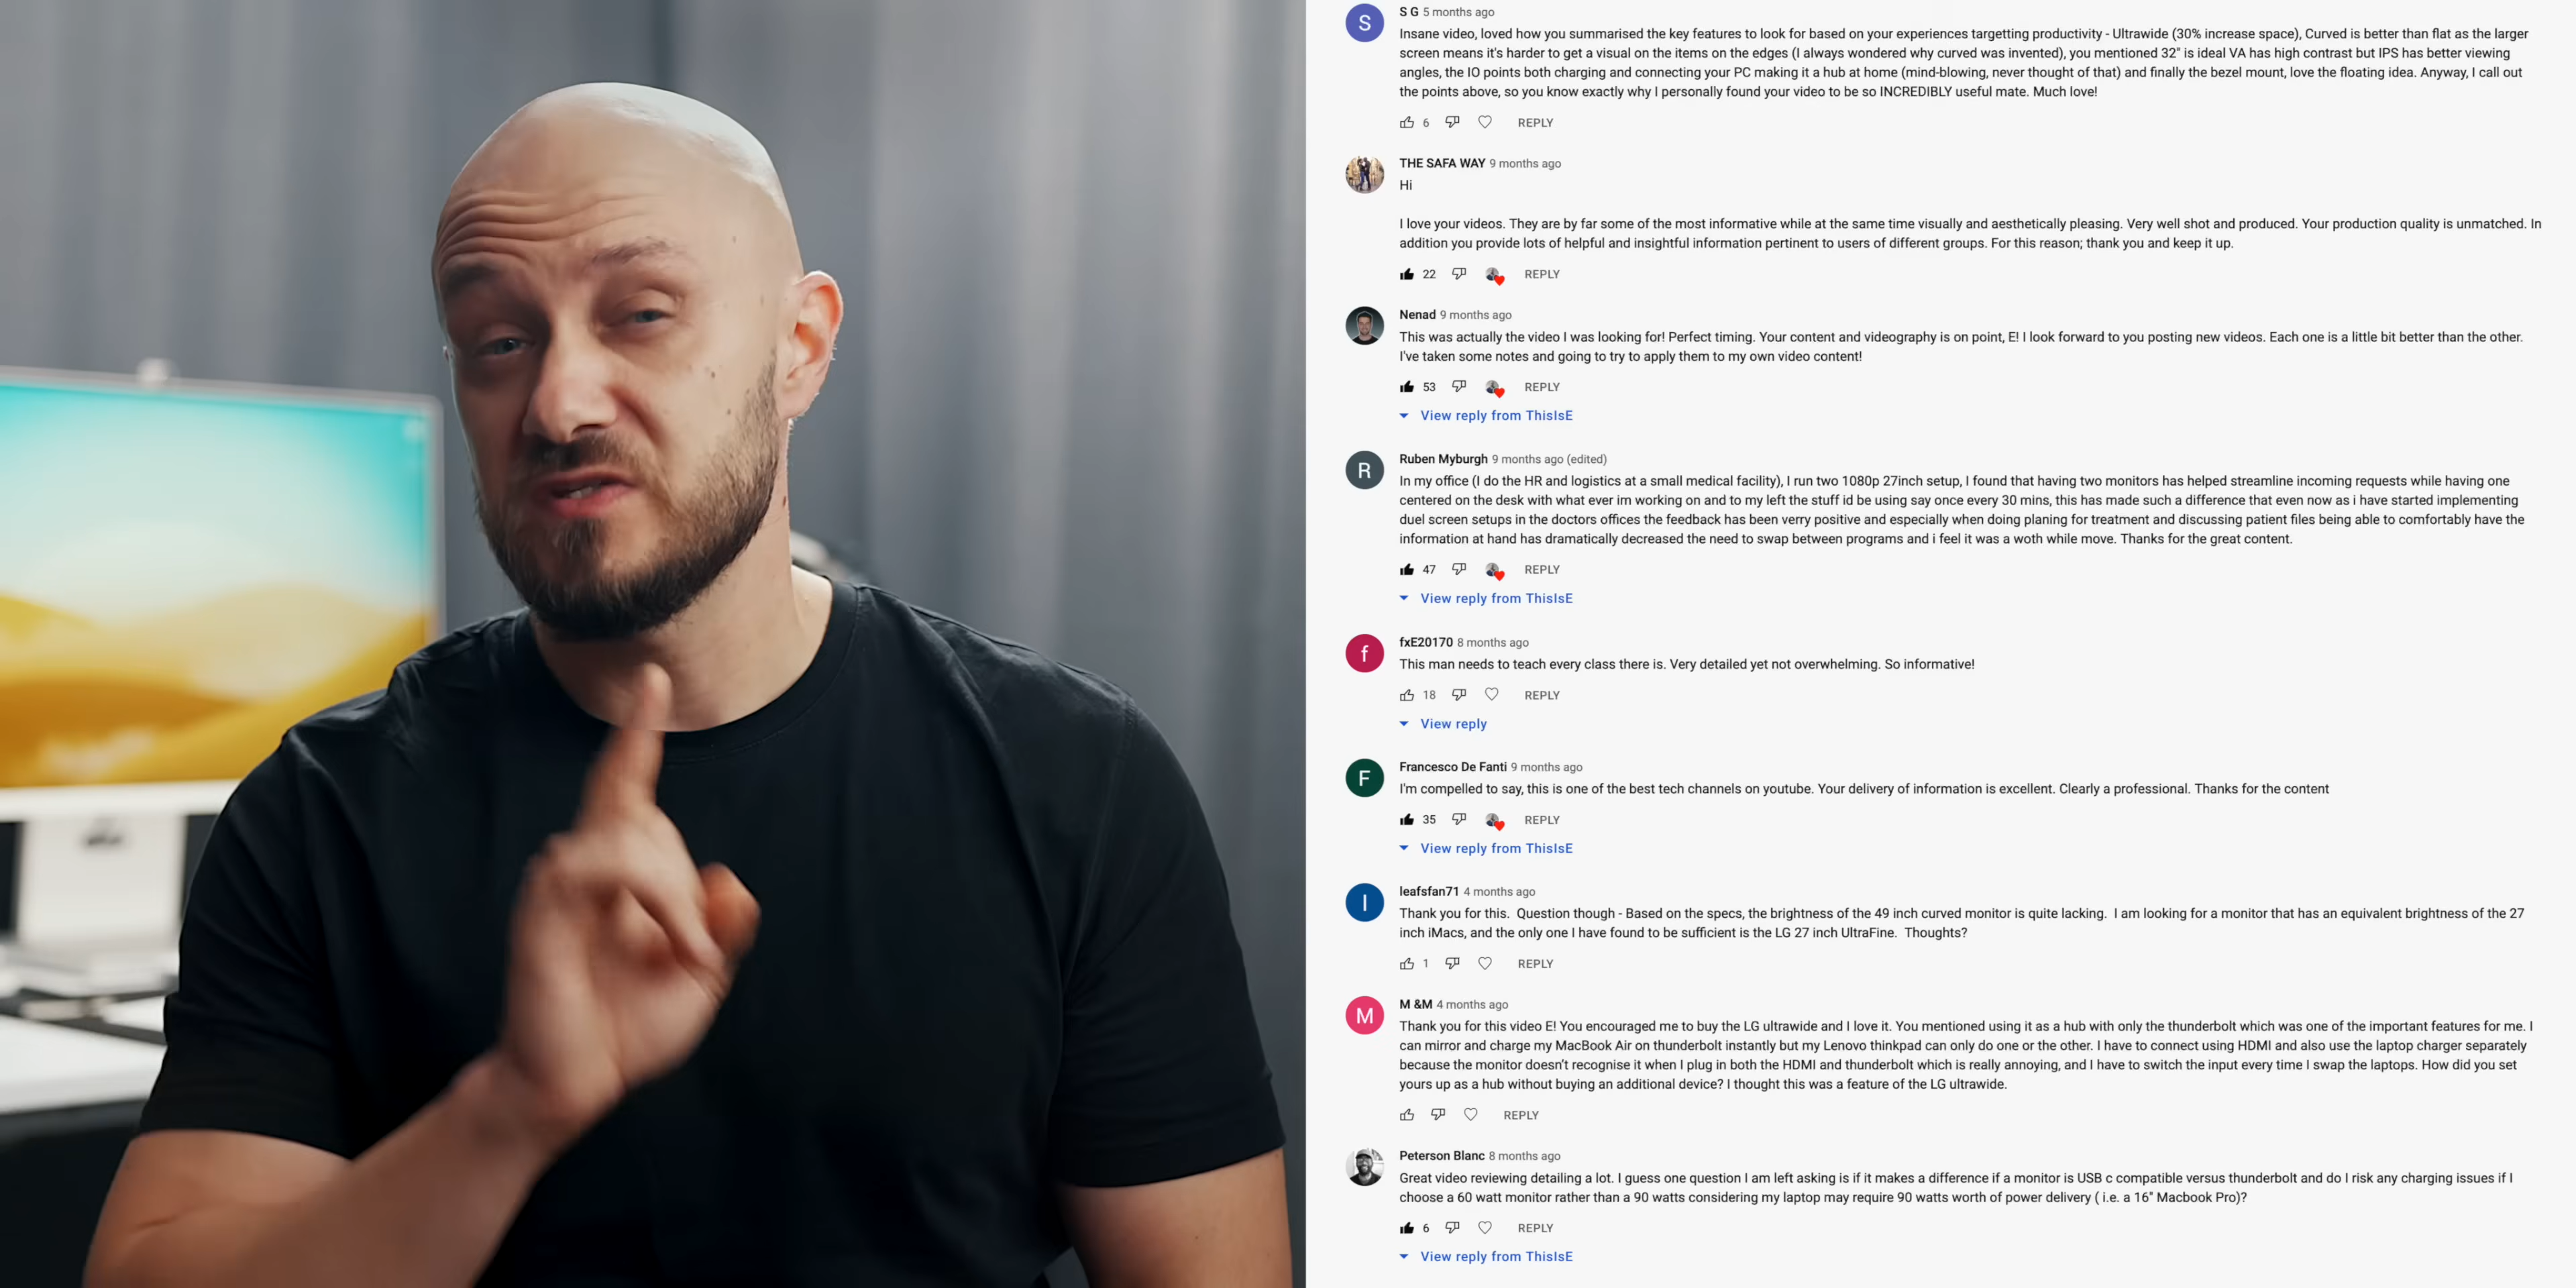 S
S G 5 months ago
Insane video, loved how you summarised the key features to look for based on your experiences targetting productivity - Ultrawide (30% increase space), Curved is better than flat as the larger
screen means it's harder to get a visual on the items on the edges (I always wondered why curved was invented), you mentioned 32" is ideal VA has high contrast but IPS has better viewing
angles, the IO points both charging and connecting your PC making it a hub at home (mind-blowing, never thought of that) and finally the bezel mount, love the floating idea. Anyway, I call out
the points above, so you know exactly why I personally found your video to be so INCREDIBLY useful mate. Much love!
6 REPLY
THE SAFA WAY 9 months ago
Hi
I love your videos. They are by far some of the most informative while at the same time visually and aesthetically pleasing. Very well shot and produced. Your production quality is unmatched. In
addition you provide lots of helpful and insightful information pertinent to users of different groups. For this reason; thank you and keep it up.
22 REPLY
Nenad 9 months ago
This was actually the video I was looking for! Perfect timing. Your content and videography is on point, E! I look forward to you posting new videos. Each one is a little bit better than the other.
I've taken some notes and going to try to apply them to my own video content!
53 REPLY
View reply from ThisIsE
R
Ruben Myburgh 9 months ago (edited)
In my office (I do the HR and logistics at a small medical facility), I run two 1080p 27inch setup, I found that having two monitors has helped streamline incoming requests while having one
centered on the desk with what ever im working on and to my left the stuff id be using say once every 30 mins, this has made such a difference that even now as i have started implementing
duel screen setups in the doctors offices the feedback has been verry positive and especially when doing planing for treatment and discussing patient files being able to comfortably have the
information at hand has dramatically decreased the need to swap between programs and i feel it was a woth while move. Thanks for the great content.
47 REPLY
View reply from ThisIsE
f
fxE20170 8 months ago
This man needs to teach every class there is. Very detailed yet not overwhelming. So informative!
18 REPLY
View reply
F
Francesco De Fanti 9 months ago
I'm compelled to say, this is one of the best tech channels on youtube. Your delivery of information is excellent. Clearly a professional. Thanks for the content
35 REPLY
View reply from ThisIsE
l
leafsfan71 4 months ago
Thank you for this. Question though - Based on the specs, the brightness of the 49 inch curved monitor is quite lacking. I am looking for a monitor that has an equivalent brightness of the 27
inch iMacs, and the only one I have found to be sufficient is the LG 27 inch UltraFine. Thoughts?
1 REPLY
M
M &M 4 months ago
Thank you for this video E! You encouraged me to buy the LG ultrawide and I love it. You mentioned using it as a hub with only the thunderbolt which was one of the important features for me. I
can mirror and charge my MacBook Air on thunderbolt instantly but my Lenovo thinkpad can only do one or the other. I have to connect using HDMI and also use the laptop charger separately
because the monitor doesn't recognise it when I plug in both the HDMI and thunderbolt which is really annoying, and I have to switch the input every time I swap the laptops. How did you set
yours up as a hub without buying an additional device? I thought this was a feature of the LG ultrawide.
REPLY
Peterson Blanc 8 months ago
Great video reviewing detailing a lot. I guess one question I am left asking is if it makes a difference if a monitor is USB c compatible versus thunderbolt and do I risk any charging issues if I
choose a 60 watt monitor rather than a 90 watts considering my laptop may require 90 watts worth of power delivery ( i.e. a 16" Macbook Pro)?
6 REPLY
View reply from ThisIsE